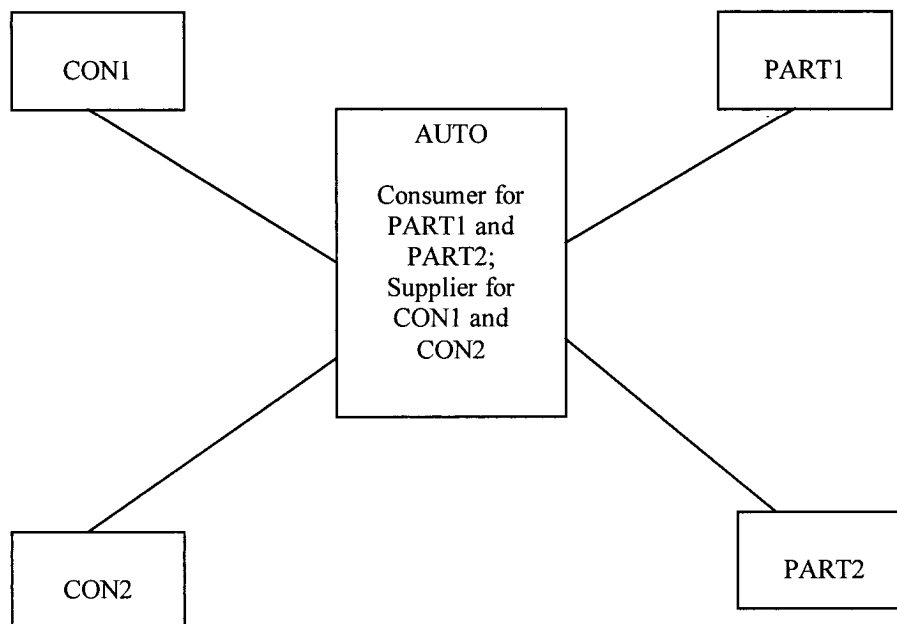 CON1
PART1
AUTO
Consumer for
PART1 and
PART2;
Supplier for
CON1 and
CON2
CON2
PART2